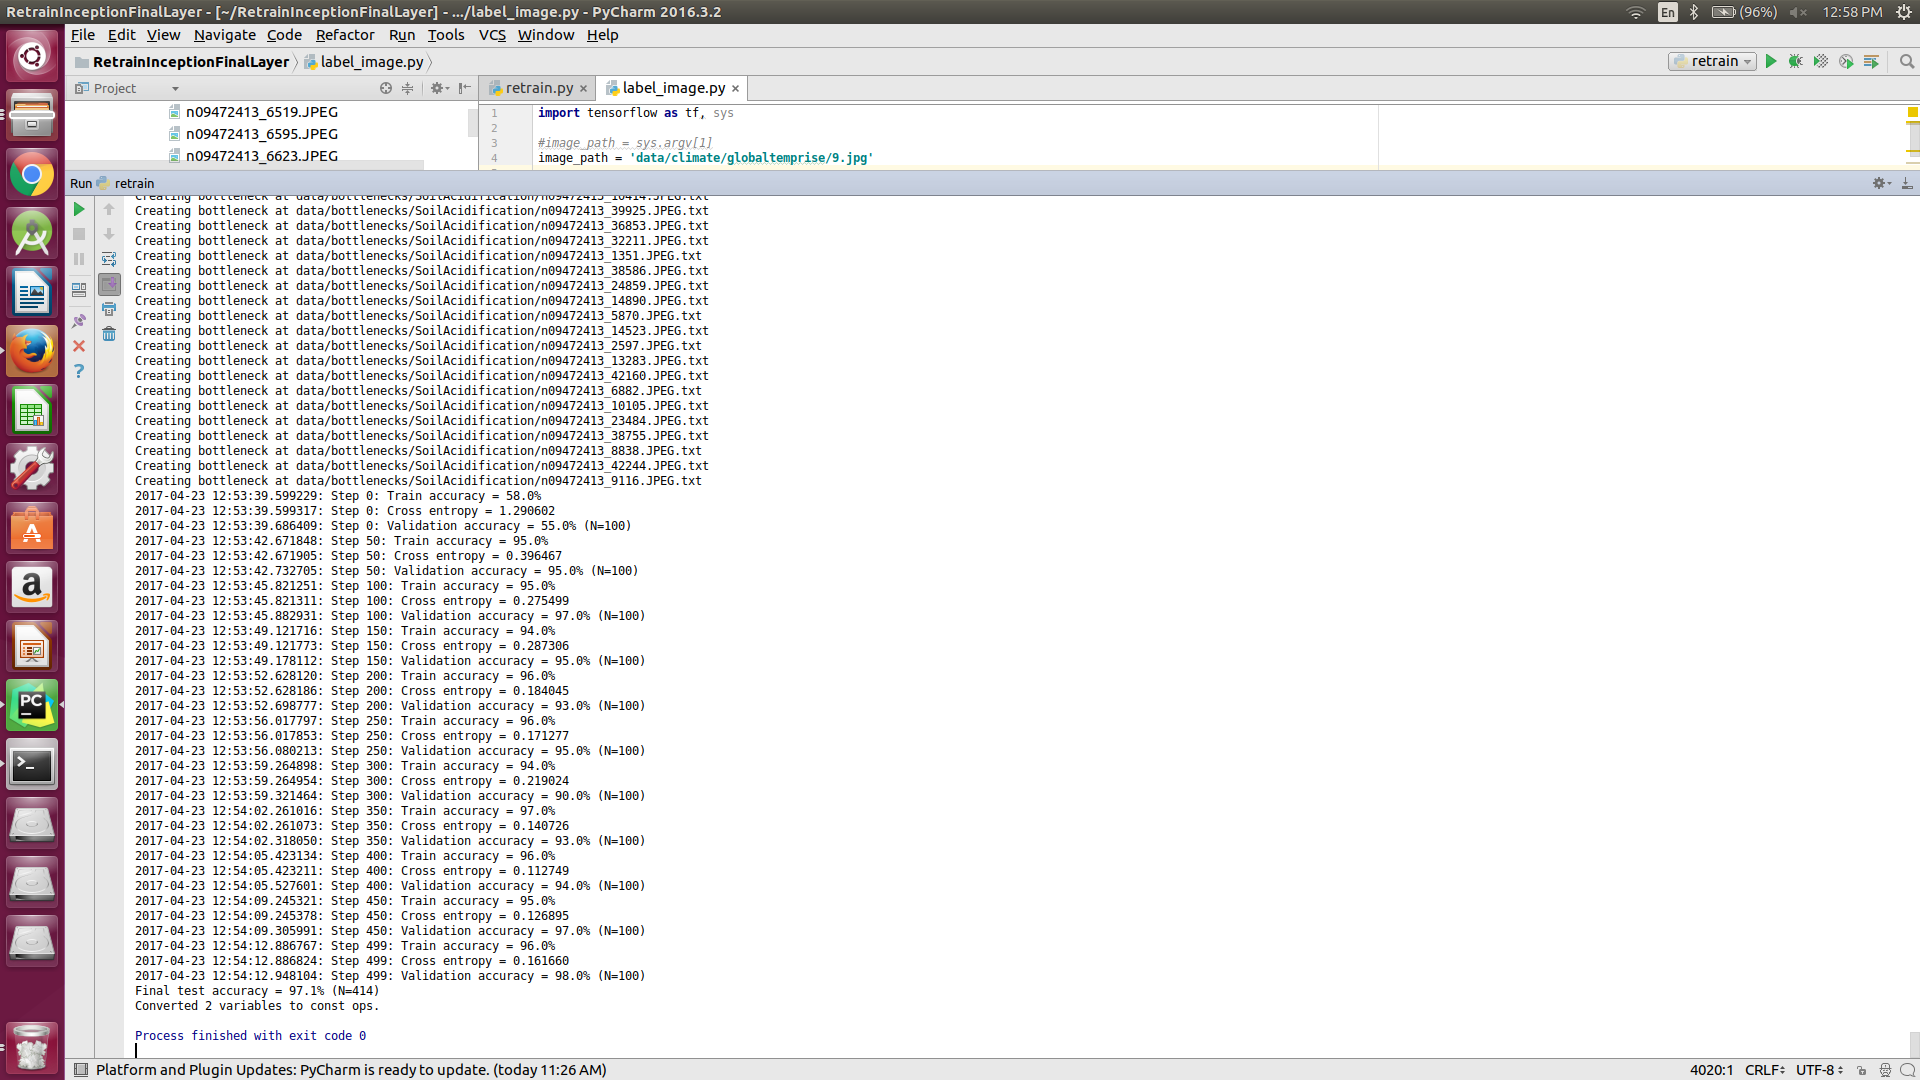 RetrainInceptionFinalLayer - [~/RetrainInceptionFinalLayer] - .../label_image.py - PyCharm 2016.3.2
En (96%) 12:58 PM
File Edit View Navigate Code Refactor Run Tools VCS Window Help
RetrainInceptionFinalLayer label_image.py
retrain
Project
retrain.py × label_image.py ×
n09472413_6519.JPEG
n09472413_6595.JPEG
n09472413_6623.JPEG
1 import tensorflow as tf, sys
2
3 #image_path = sys.argv[1]
4 image_path = 'data/climate/globaltemprise/9.jpg'
Run retrain
Creating bottleneck at data/bottlenecks/SoilAcidification/n09472413_16414.JPEG.txt
Creating bottleneck at data/bottlenecks/SoilAcidification/n09472413_39925.JPEG.txt
Creating bottleneck at data/bottlenecks/SoilAcidification/n09472413_36853.JPEG.txt
Creating bottleneck at data/bottlenecks/SoilAcidification/n09472413_32211.JPEG.txt
Creating bottleneck at data/bottlenecks/SoilAcidification/n09472413_1351.JPEG.txt
Creating bottleneck at data/bottlenecks/SoilAcidification/n09472413_38586.JPEG.txt
Creating bottleneck at data/bottlenecks/SoilAcidification/n09472413_24859.JPEG.txt
Creating bottleneck at data/bottlenecks/SoilAcidification/n09472413_14890.JPEG.txt
Creating bottleneck at data/bottlenecks/SoilAcidification/n09472413_5870.JPEG.txt
Creating bottleneck at data/bottlenecks/SoilAcidification/n09472413_14523.JPEG.txt
Creating bottleneck at data/bottlenecks/SoilAcidification/n09472413_2597.JPEG.txt
Creating bottleneck at data/bottlenecks/SoilAcidification/n09472413_13283.JPEG.txt
Creating bottleneck at data/bottlenecks/SoilAcidification/n09472413_42160.JPEG.txt
Creating bottleneck at data/bottlenecks/SoilAcidification/n09472413_6882.JPEG.txt
Creating bottleneck at data/bottlenecks/SoilAcidification/n09472413_10105.JPEG.txt
Creating bottleneck at data/bottlenecks/SoilAcidification/n09472413_23484.JPEG.txt
Creating bottleneck at data/bottlenecks/SoilAcidification/n09472413_38755.JPEG.txt
Creating bottleneck at data/bottlenecks/SoilAcidification/n09472413_8838.JPEG.txt
Creating bottleneck at data/bottlenecks/SoilAcidification/n09472413_42244.JPEG.txt
Creating bottleneck at data/bottlenecks/SoilAcidification/n09472413_9116.JPEG.txt
2017-04-23 12:53:39.599229: Step 0: Train accuracy = 58.0%
2017-04-23 12:53:39.599317: Step 0: Cross entropy = 1.290602
2017-04-23 12:53:39.686409: Step 0: Validation accuracy = 55.0% (N=100)
2017-04-23 12:53:42.671848: Step 50: Train accuracy = 95.0%
2017-04-23 12:53:42.671905: Step 50: Cross entropy = 0.396467
2017-04-23 12:53:42.732705: Step 50: Validation accuracy = 95.0% (N=100)
2017-04-23 12:53:45.821251: Step 100: Train accuracy = 95.0%
2017-04-23 12:53:45.821311: Step 100: Cross entropy = 0.275499
2017-04-23 12:53:45.882931: Step 100: Validation accuracy = 97.0% (N=100)
2017-04-23 12:53:49.121716: Step 150: Train accuracy = 94.0%
2017-04-23 12:53:49.121773: Step 150: Cross entropy = 0.287306
2017-04-23 12:53:49.178112: Step 150: Validation accuracy = 95.0% (N=100)
2017-04-23 12:53:52.628120: Step 200: Train accuracy = 96.0%
2017-04-23 12:53:52.628186: Step 200: Cross entropy = 0.184045
2017-04-23 12:53:52.698777: Step 200: Validation accuracy = 93.0% (N=100)
2017-04-23 12:53:56.017797: Step 250: Train accuracy = 96.0%
2017-04-23 12:53:56.017853: Step 250: Cross entropy = 0.171277
2017-04-23 12:53:56.080213: Step 250: Validation accuracy = 95.0% (N=100)
2017-04-23 12:53:59.264898: Step 300: Train accuracy = 94.0%
2017-04-23 12:53:59.264954: Step 300: Cross entropy = 0.219024
2017-04-23 12:53:59.321464: Step 300: Validation accuracy = 90.0% (N=100)
2017-04-23 12:54:02.261016: Step 350: Train accuracy = 97.0%
2017-04-23 12:54:02.261073: Step 350: Cross entropy = 0.140726
2017-04-23 12:54:02.318050: Step 350: Validation accuracy = 93.0% (N=100)
2017-04-23 12:54:05.423134: Step 400: Train accuracy = 96.0%
2017-04-23 12:54:05.423211: Step 400: Cross entropy = 0.112749
2017-04-23 12:54:05.527601: Step 400: Validation accuracy = 94.0% (N=100)
2017-04-23 12:54:09.245321: Step 450: Train accuracy = 95.0%
2017-04-23 12:54:09.245378: Step 450: Cross entropy = 0.126895
2017-04-23 12:54:09.305991: Step 450: Validation accuracy = 97.0% (N=100)
2017-04-23 12:54:12.886767: Step 499: Train accuracy = 96.0%
2017-04-23 12:54:12.886824: Step 499: Cross entropy = 0.161660
2017-04-23 12:54:12.948104: Step 499: Validation accuracy = 98.0% (N=100)
Final test accuracy = 97.1% (N=414)
Converted 2 variables to const ops.
Process finished with exit code 0
Platform and Plugin Updates: PyCharm is ready to update. (today 11:26 AM)
4020:1 CRLF UTF-8